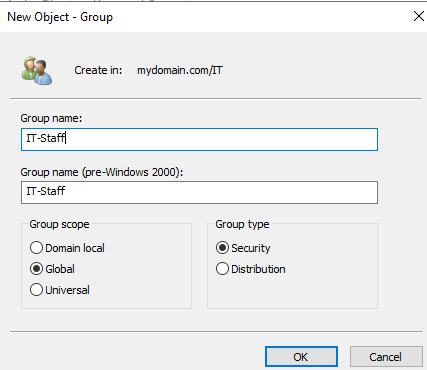 New Object - Group
Create in: mydomain.com/IT
Group name:
IT-Staff
Group name (pre-Windows 2000):
IT-Staff
Group scope
Domain local
Global
Universal
Group type
Security
Distribution
OK
Cancel